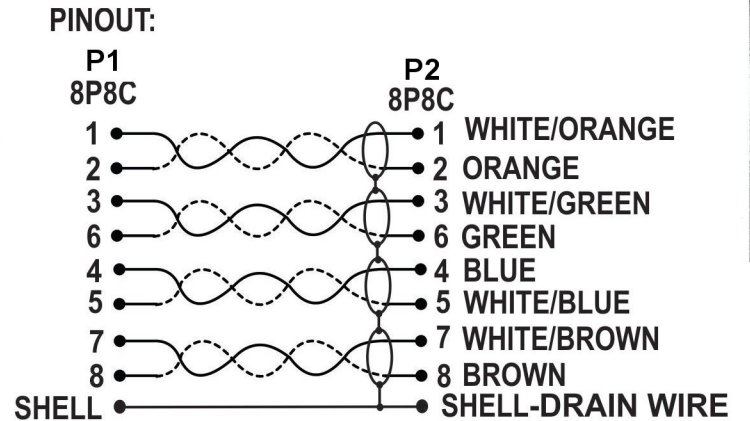 PINOUT:
P1
P2
8P8C
8P8C
1 1 WHITE/ORANGE
2 2 ORANGE
3 3 WHITE/GREEN
6 6 GREEN
4 4 BLUE
5 5 WHITE/BLUE
7 7 WHITE/BROWN
8 8 BROWN
SHELL SHELL-DRAIN WIRE